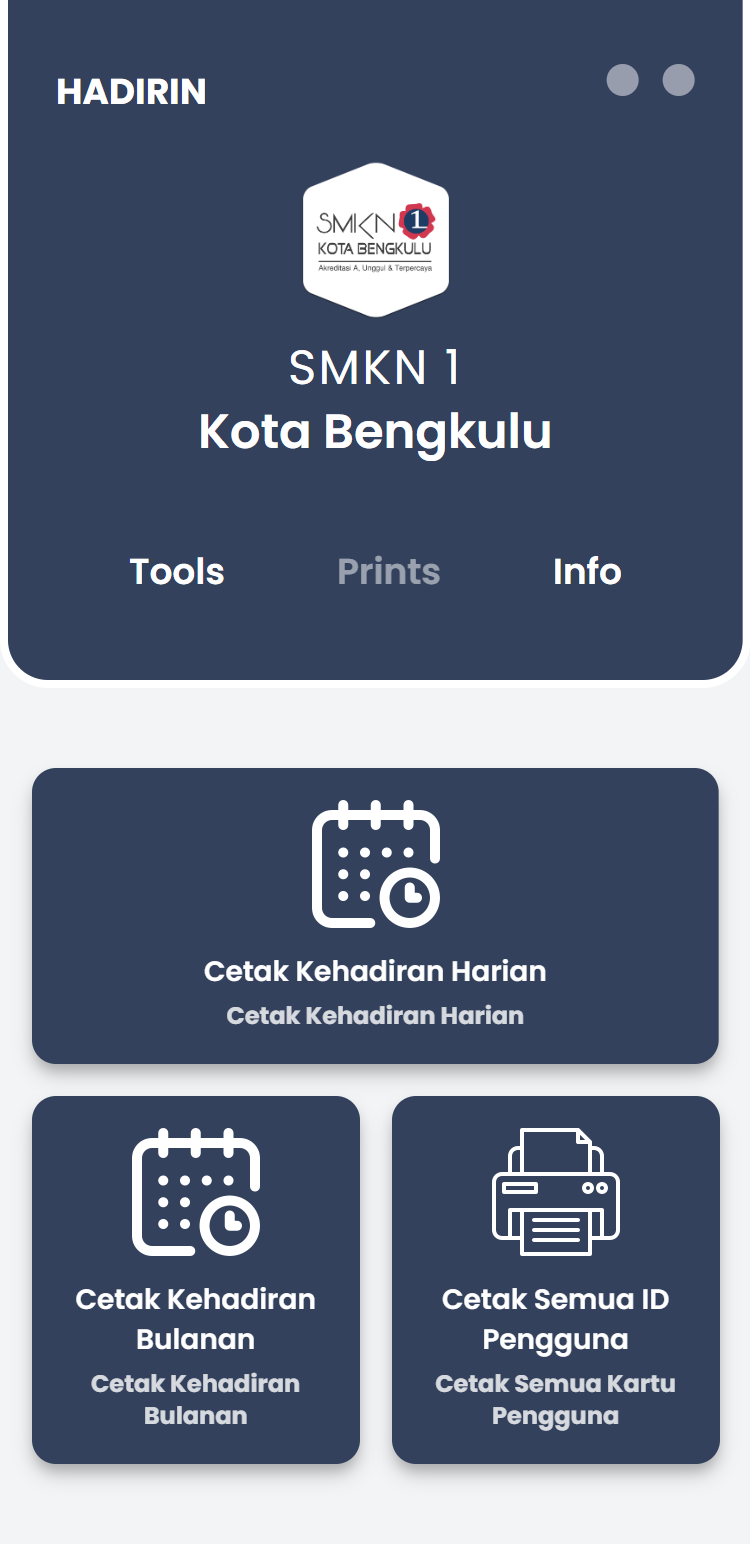 HADIRIN
SMKN 1
KOTA BENGKULU
Akreditasi A, Unggul & Terpercaya
SMKN 1
Kota Bengkulu
Tools Prints Info
Cetak Kehadiran Harian
Cetak Kehadiran Harian
Cetak Kehadiran
Bulanan
Cetak Kehadiran
Bulanan
Cetak Semua ID
Pengguna
Cetak Semua Kartu
Pengguna